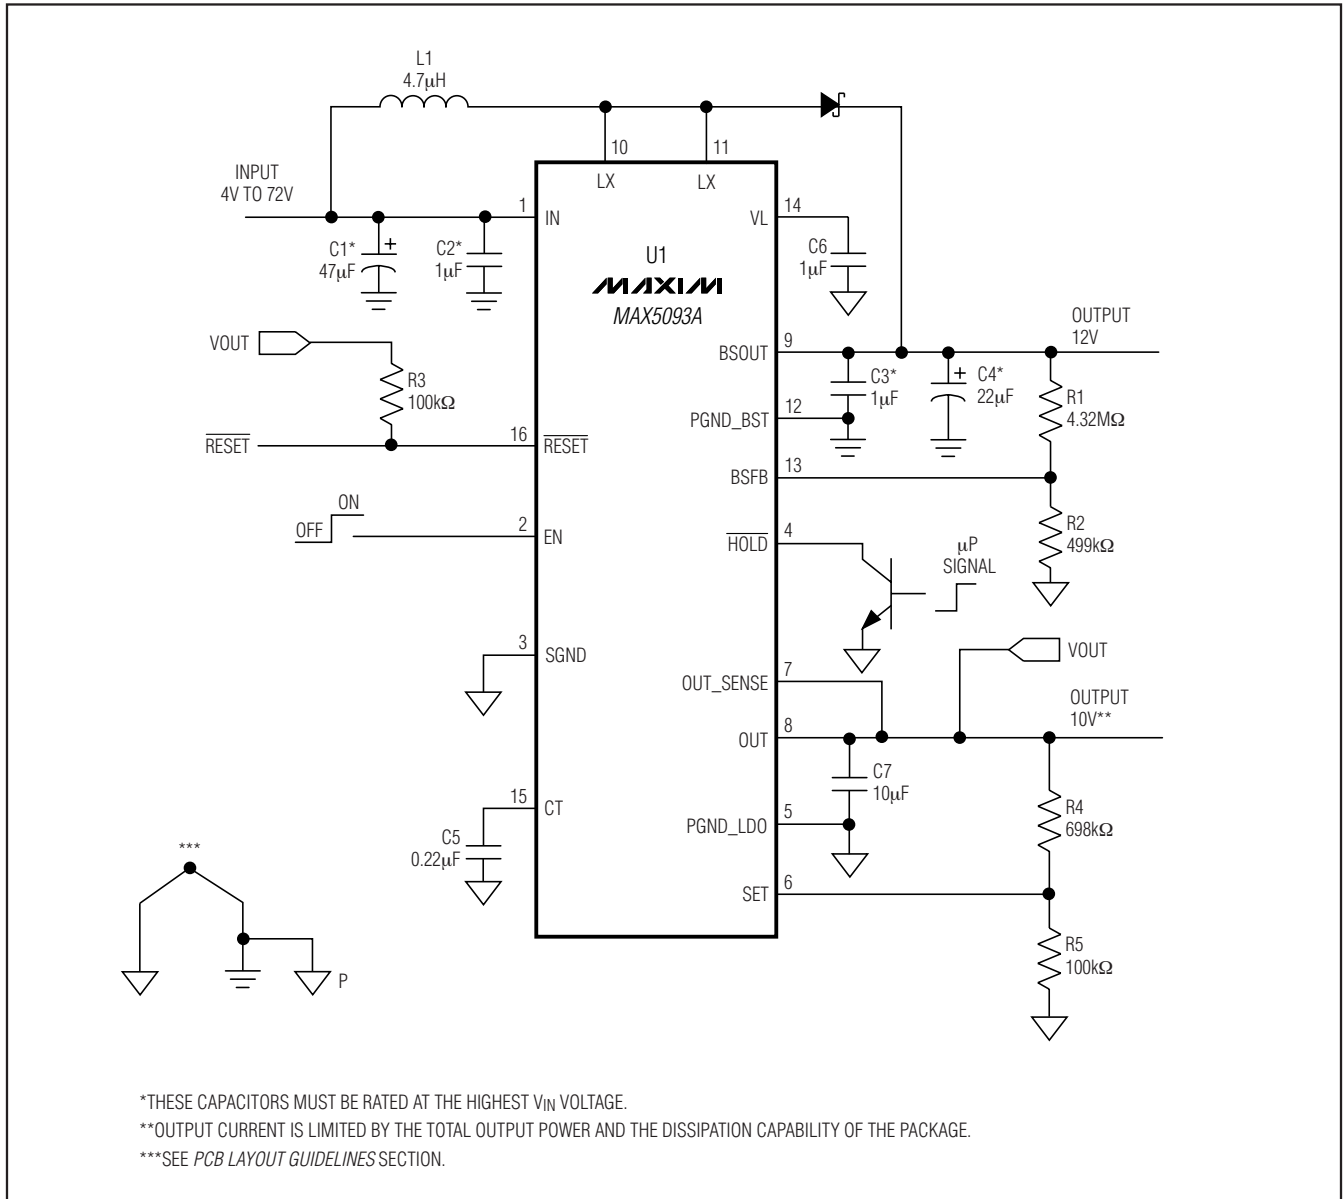 L1
4.7µH
10
11
LX
LX
INPUT
4V TO 72V
1
IN
14
VL
C1*
47µF
+
C2*
1µF
C6
1µF
U1
MAXIM
MAX5093A
VOUT
R3
100kΩ
OUTPUT
12V
9
BSOUT
C3*
1µF
+
C4*
22µF
R1
4.32MΩ
12
PGND_BST
RESET
16
RESET
13
BSFB
ON
OFF
2
EN
4
HOLD
µP
SIGNAL
R2
499kΩ
3
SGND
VOUT
7
OUT_SENSE
OUTPUT
10V**
8
OUT
C7
10µF
15
CT
C5
0.22µF
5
PGND_LDO
R4
698kΩ
6
SET
R5
100kΩ
***
P
*THESE CAPACITORS MUST BE RATED AT THE HIGHEST VIN VOLTAGE.
**OUTPUT CURRENT IS LIMITED BY THE TOTAL OUTPUT POWER AND THE DISSIPATION CAPABILITY OF THE PACKAGE.
***SEE PCB LAYOUT GUIDELINES SECTION.